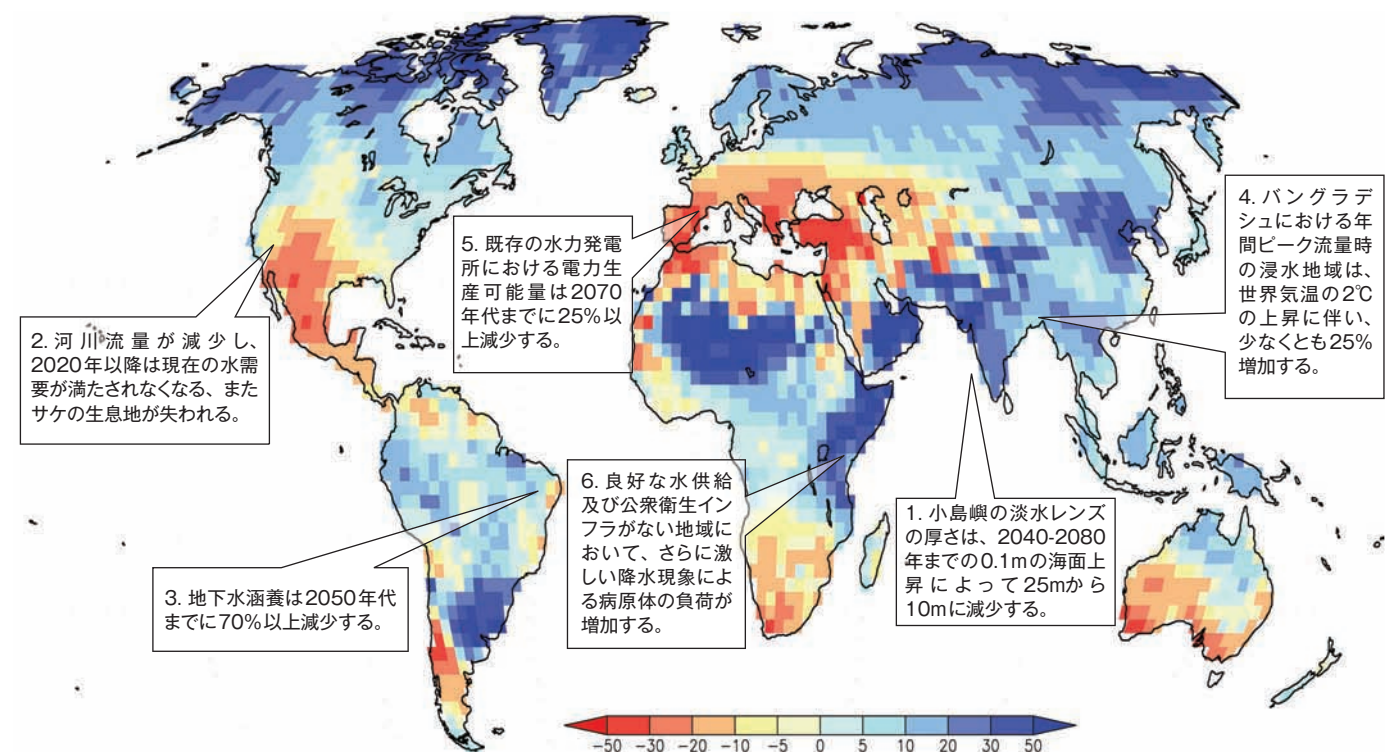 4. バングラデ
シュにおける年
間ピーク流量時
の浸水地域は、
世界気温の2℃
の上昇に伴い、
少なくとも25%
増加する。
5. 既存の水力発電
所における電力生
産可能量は2070
年代までに25%以
上減少する。
2. 河川流量が減少し、
2020年以降は現在の水需
要が満たされなくなる、また
サケの生息地が失われる。
6. 良好な水供給
及び公衆衛生イン
フラがない地域に
おいて、さらに激
しい降水現象によ
る病原体の負荷が
増加する。
1. 小島嶼の淡水レンズ
の厚さは、2040-2080
年までの0.1mの海面上
昇によって25mから
10mに減少する。
3. 地下水涵養は2050年代
までに70%以上減少する。
-50 -30 -20 -10 -5 0 5 10 20 30 50